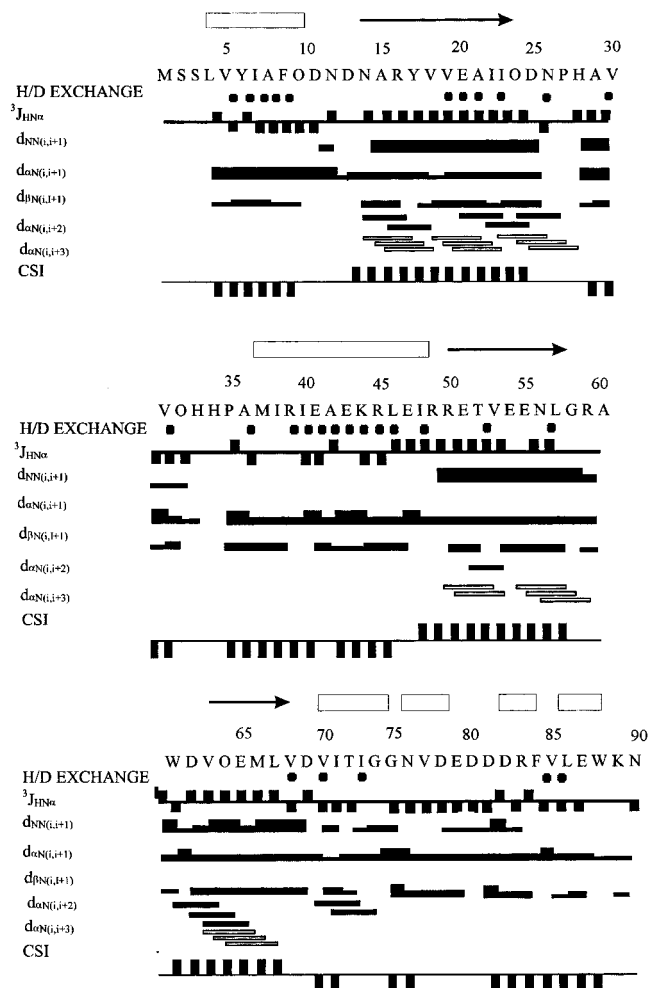 5 10 15 20 25 30
M S S L V Y I A F O D N D N A R Y V V E A I I O D N P H A V
H/D EXCHANGE
3JHNα
dNN(i,i+1)
dαN(i,i+1)
dβN(i,I+1)
dαN(i,i+2)
dαN(i,i+3)
CSI
35 40 45 50 55 60
V O H H P A M I R I E A E K R L E I R R E T V E E N L G R A
H/D EXCHANGE
3JHNα
dNN(i,i+1)
dαN(i,i+1)
dβN(i,I+1)
dαN(i,i+2)
dαN(i,i+3)
CSI
65 70 75 80 85 90
W D V O E M L V D V I T I G G N V D E D D D R F V L E W K N
H/D EXCHANGE
3JHNα
dNN(i,i+1)
dαN(i,i+1)
dβN(i,I+1)
dαN(i,i+2)
dαN(i,i+3)
CSI